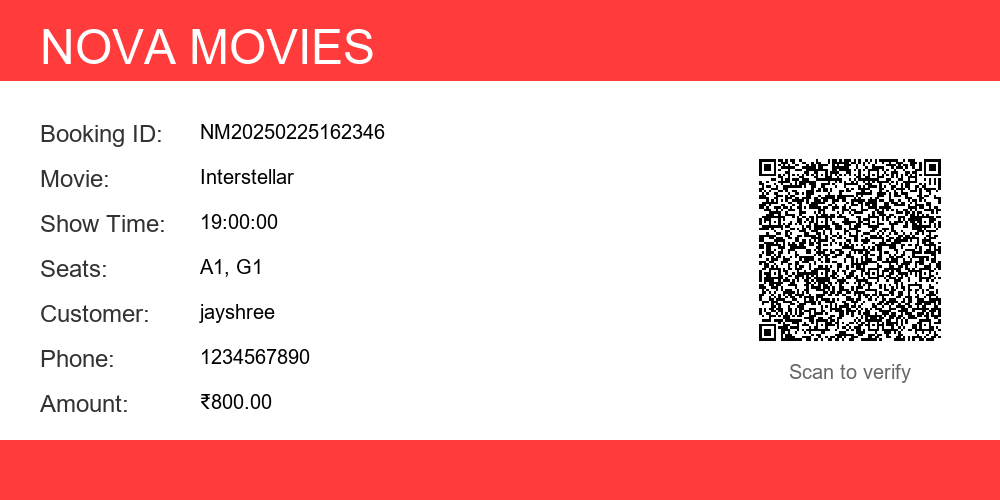 NOVA MOVIES
Booking ID: NM20250225162346
Movie: Interstellar
Show Time: 19:00:00
Seats: A1, G1
Customer: jayshree
Phone: 1234567890
Amount: ₹800.00
Scan to verify